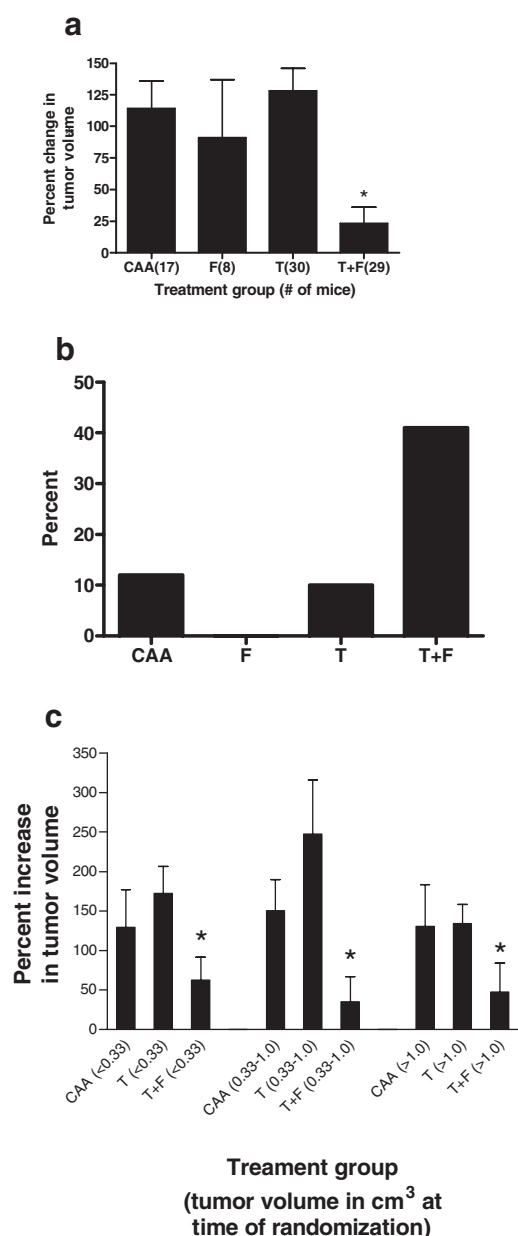 a
Percent change in
tumor volume
150
125
100
75
50
25
0
*
CAA(17) F(8) T(30) T+F(29)
Treatment group (# of mice)
b
Percent
50
40
30
20
10
0
CAA F T T+F
c
Percent increase
in tumor volume
350
300
250
200
150
100
50
0
* * *
CAA (<0.33) T (<0.33) T+F (<0.33) CAA (0.33-1.0) T (0.33-1.0) T+F (0.33-1.0) CAA (>1.0) T (>1.0) T+F (>1.0)
Treament group
(tumor volume in cm³ at
time of randomization)